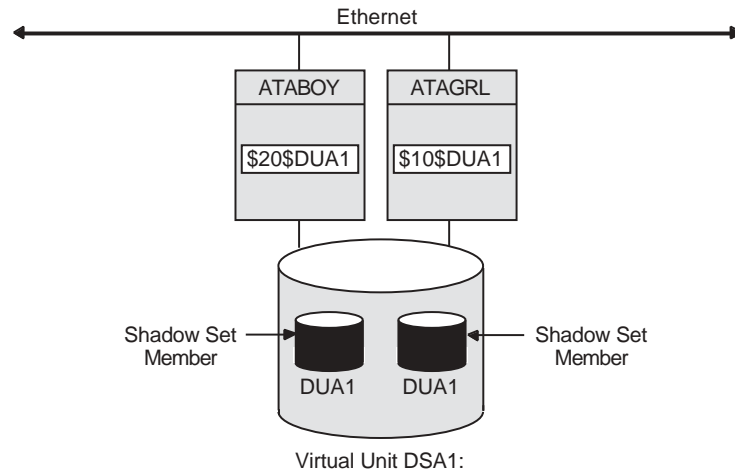 Ethernet
ATABOY
ATAGRL
$20$DUA1
$10$DUA1
Shadow Set
Member
Shadow Set
Member
DUA1
DUA1
Virtual Unit DSA1: